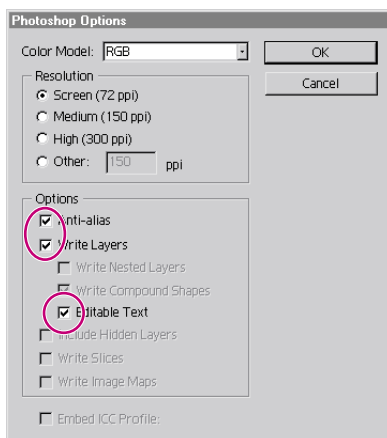 Photoshop Options
Color Model: RGB
OK
Cancel
Resolution
Screen (72 ppi)
Medium (150 ppi)
High (300 ppi)
Other: 150 ppi
Options
Anti-alias
Write Layers
Write Nested Layers
Write Compound Shapes
Editable Text
Include Hidden Layers
Write Slices
Write Image Maps
Embed ICC Profile: